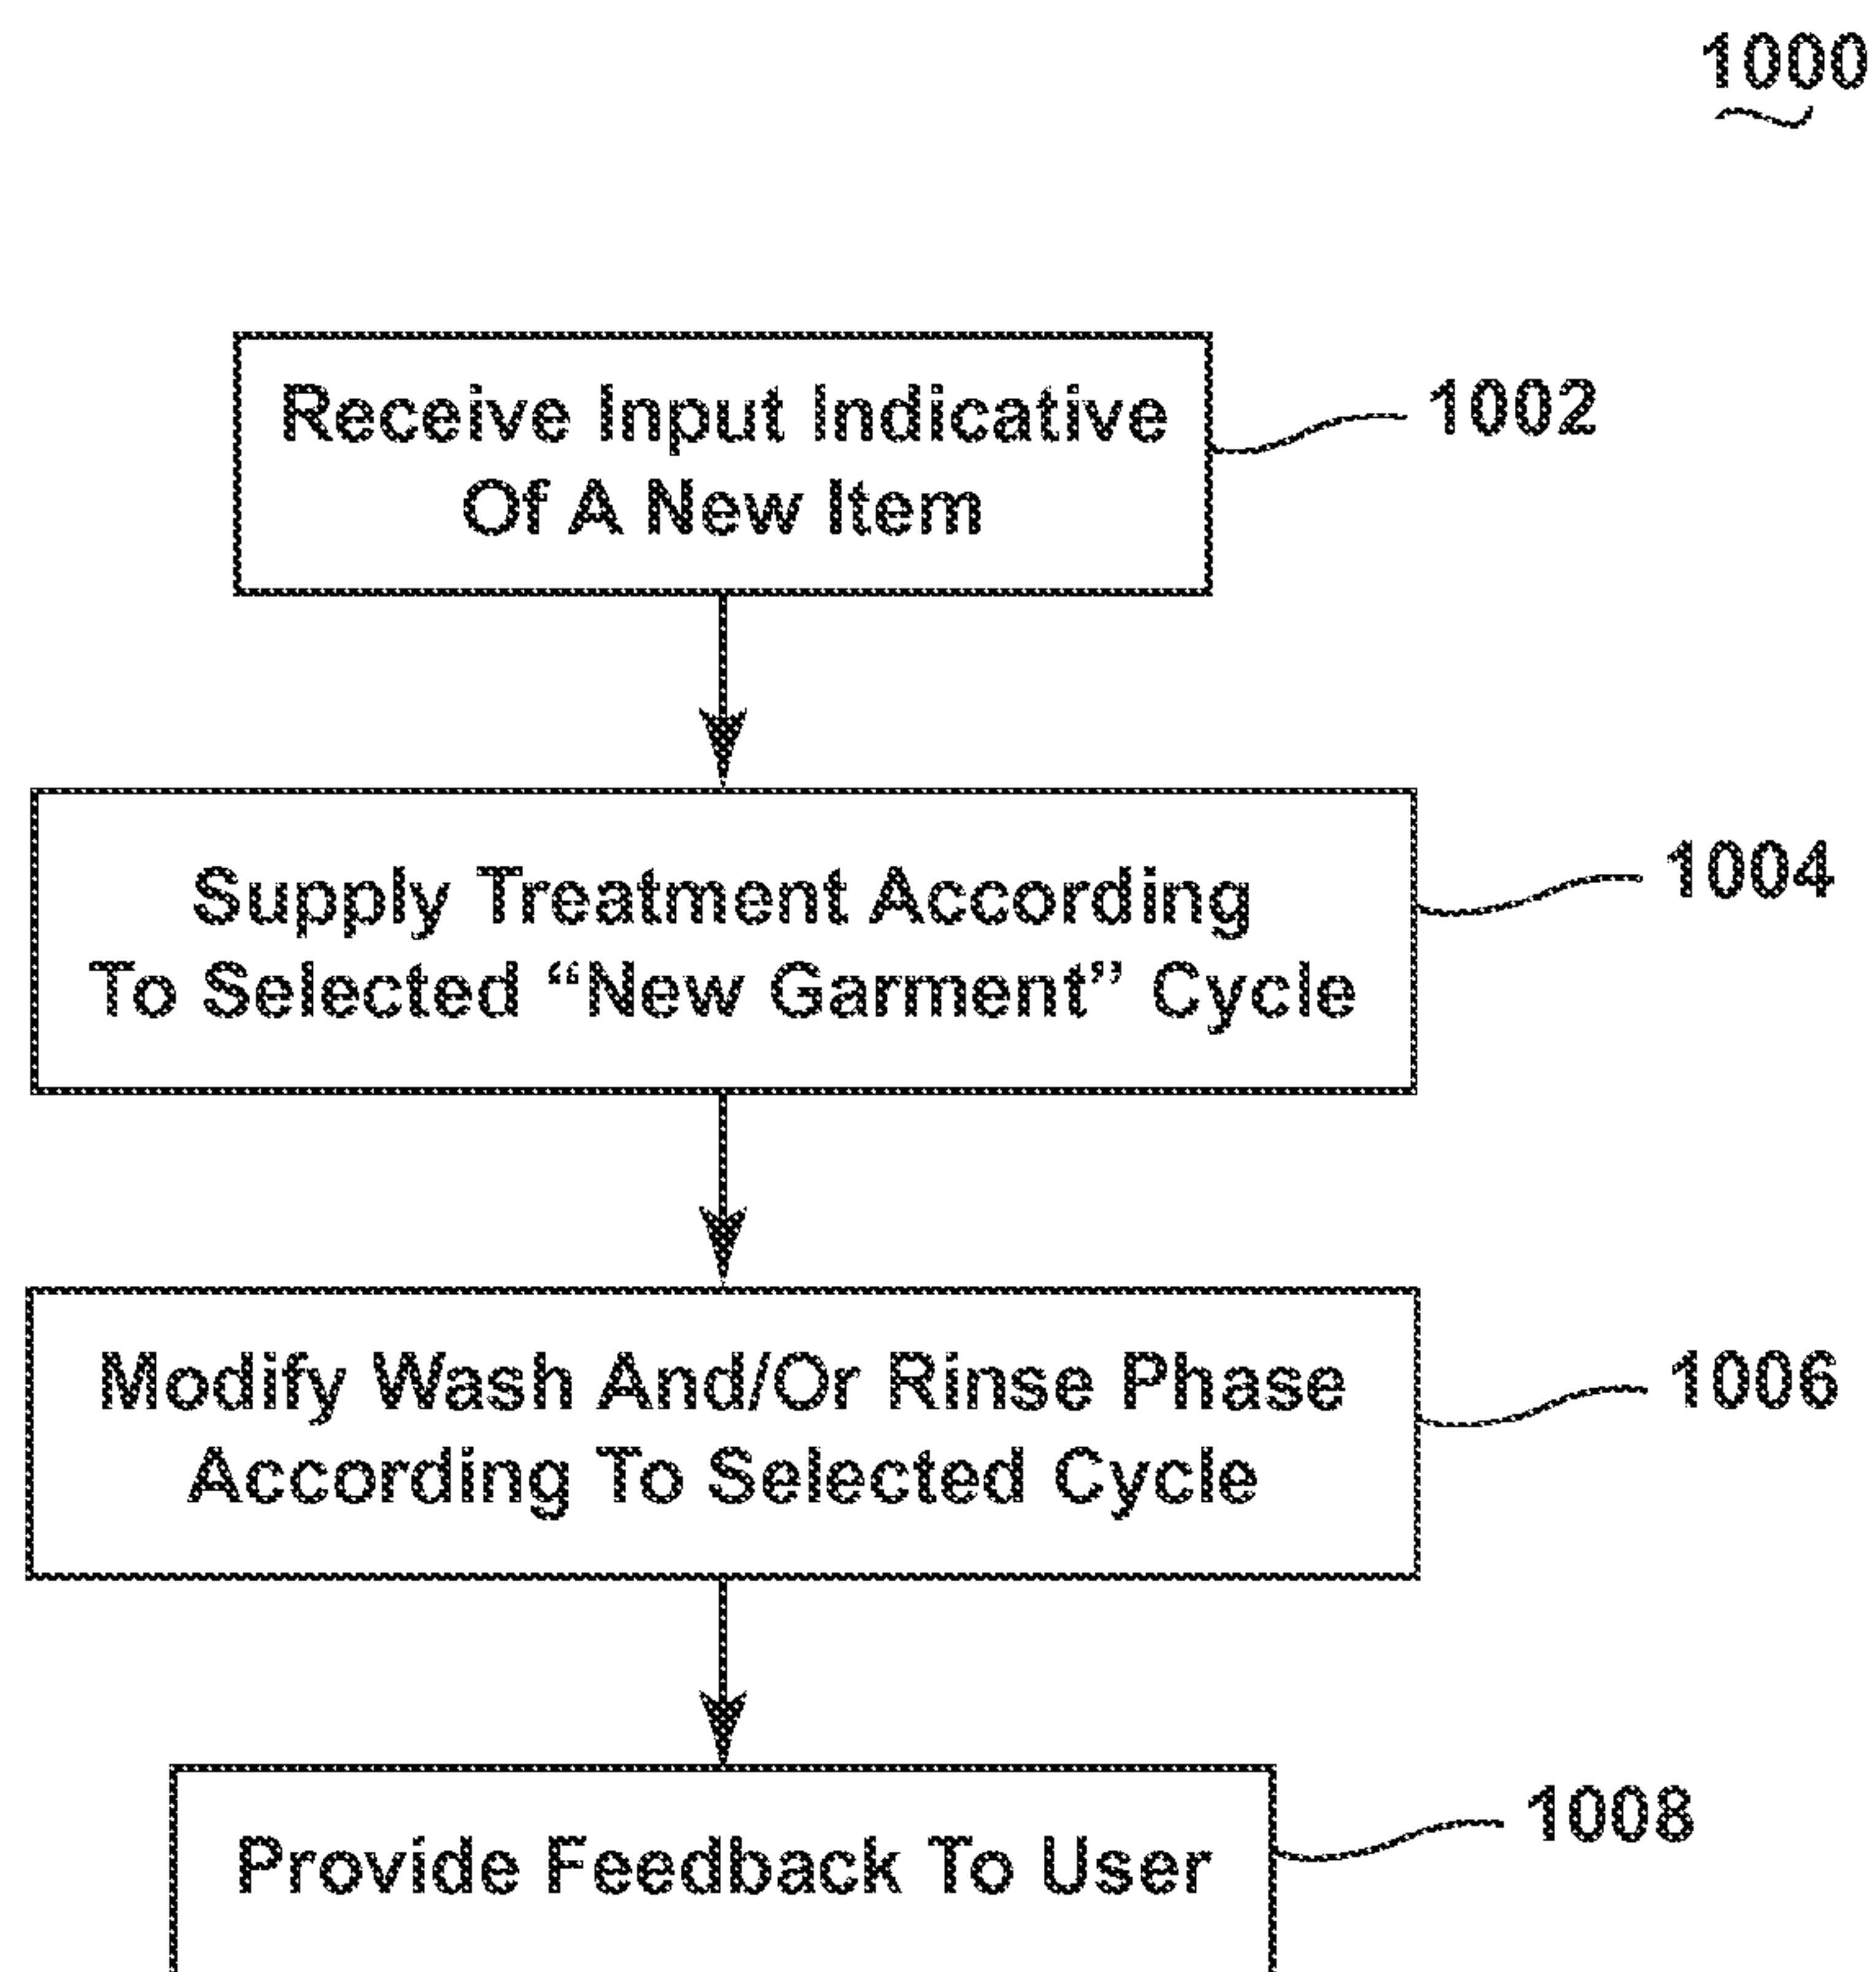 1000
Receive Input Indicative
Of A New Item
1002
Supply Treatment According
To Selected “New Garment” Cycle
1004
Modify Wash And/Or Rinse Phase
According To Selected Cycle
1006
Provide Feedback To User
1008